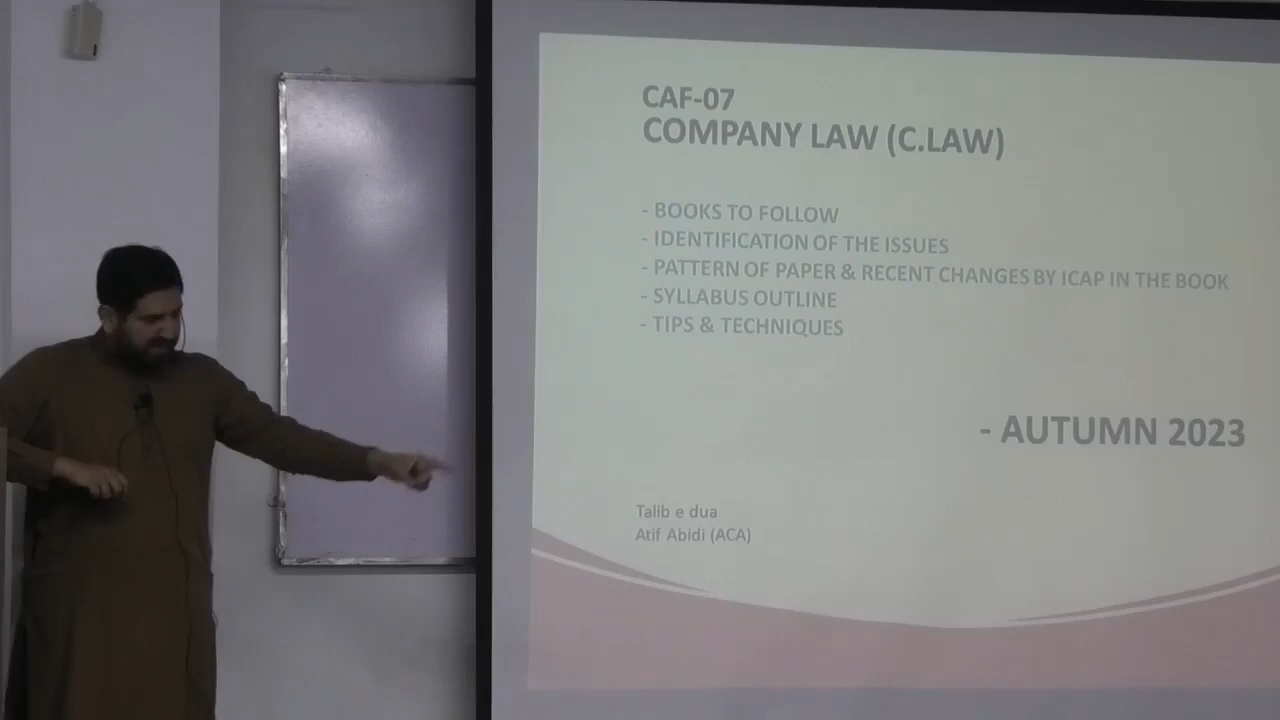 CAF-07
COMPANY LAW (C.LAW)
- BOOKS TO FOLLOW
- IDENTIFICATION OF THE ISSUES
- PATTERN OF PAPER & RECENT CHANGES BY ICAP IN THE BOOK
- SYLLABUS OUTLINE
- TIPS & TECHNIQUES
- AUTUMN 2023
Talib e dua
Atif Abidi (ACA)